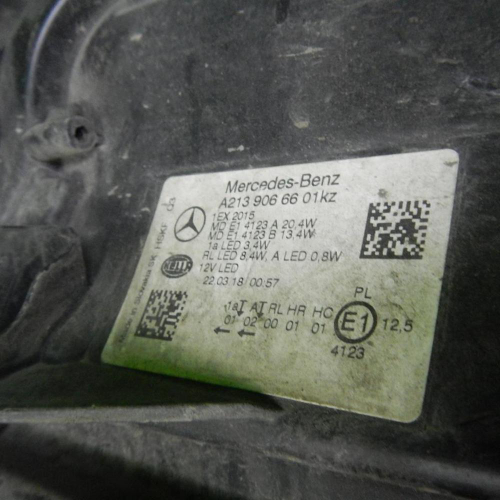 Mercedes-Benz
A213 906 66 01kz
1EX 2015
MD E1 4123 A 20,4W
MD E1 4123 B 13,4W
1a LED 3,4W
RL LED 8,4W, A LED 0,8W
12V LED
22.03.18 / 00:57
1aT AT RL HR HC
01 02 00 01 01
PL
E1 12,5
4123